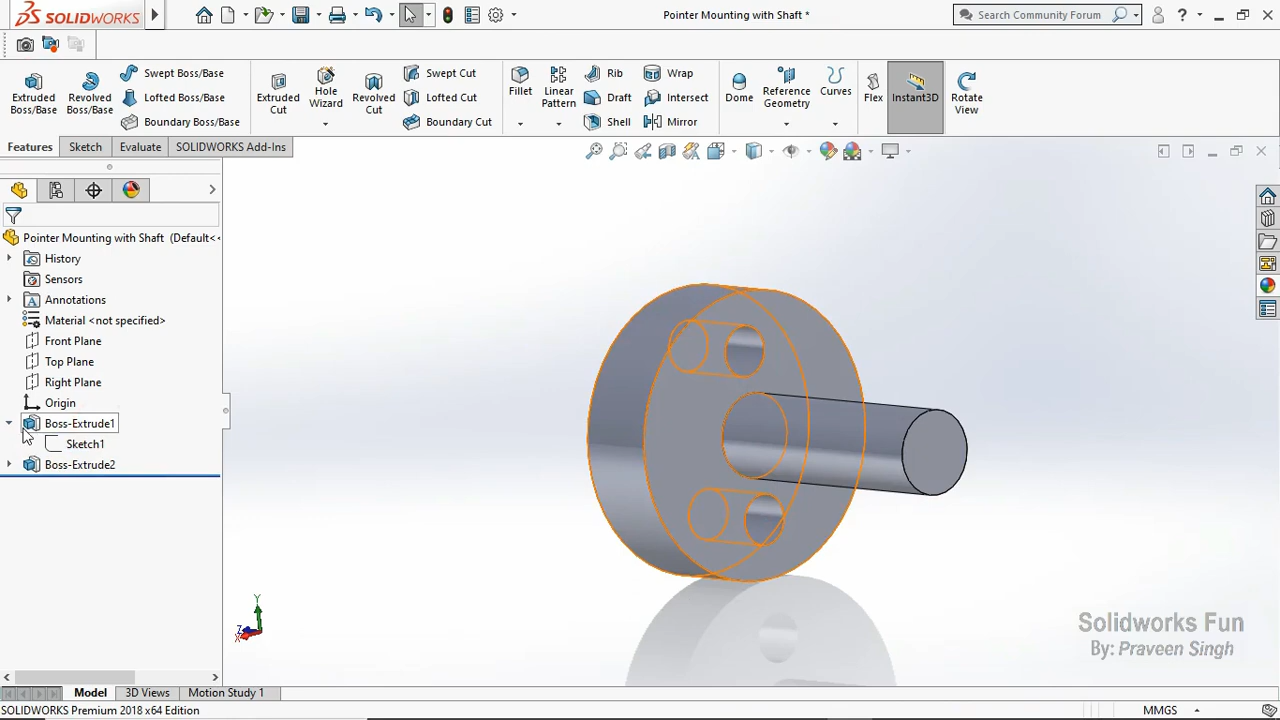 SOLIDWORKS
Pointer Mounting with Shaft *
Search Community Forum
?
Extruded Boss/Base
Revolved Boss/Base
Swept Boss/Base
Lofted Boss/Base
Boundary Boss/Base
Extruded Cut
Hole Wizard
Revolved Cut
Swept Cut
Lofted Cut
Boundary Cut
Fillet
Linear Pattern
Rib
Draft
Shell
Wrap
Intersect
Mirror
Dome
Reference Geometry
Curves
Flex
Instant3D
Rotate View
Features
Sketch
Evaluate
SOLIDWORKS Add-Ins
Pointer Mounting with Shaft (Default<
History
Sensors
Annotations
Material <not specified>
Front Plane
Top Plane
Right Plane
Origin
Boss-Extrude1
Sketch1
Boss-Extrude2
Y
Z
X
Solidworks Fun
By: Praveen Singh
Model
3D Views
Motion Study 1
SOLIDWORKS Premium 2018 x64 Edition
MMGS